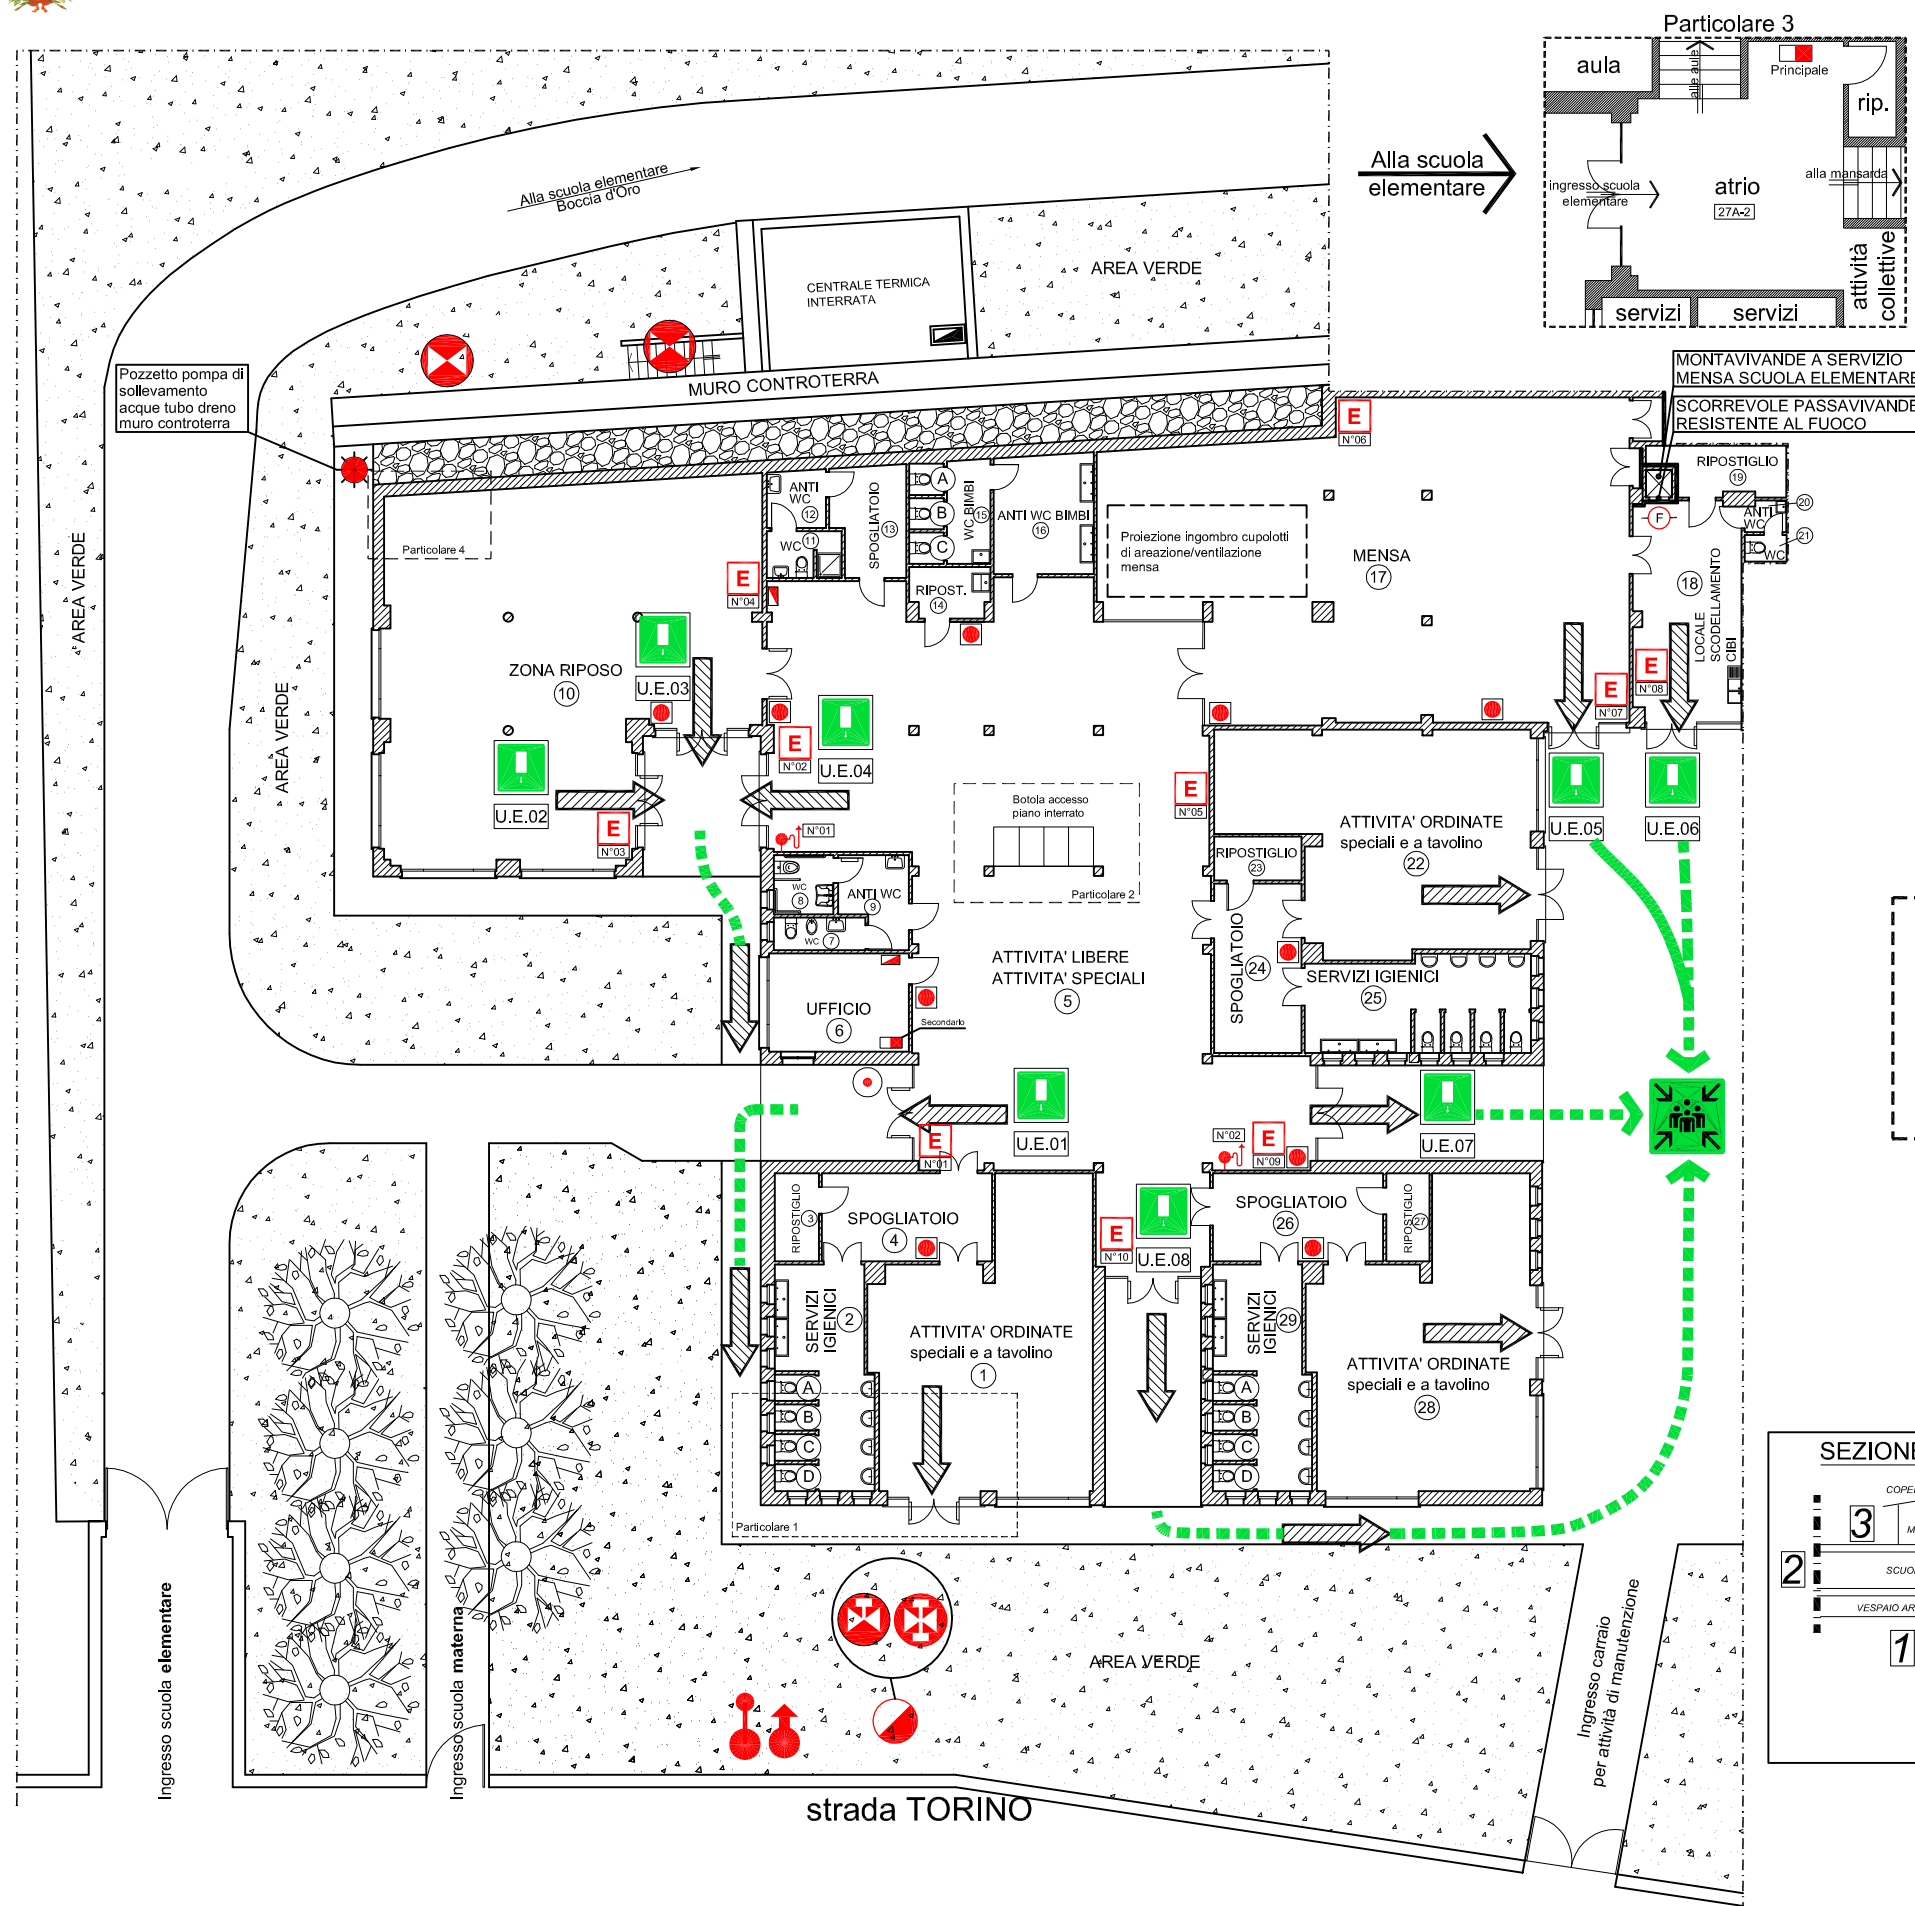 Particolare 3
aula
alle aule
Principale
rip.
ingresso scuola
elementare
atrio
27A-2
alla mansarda
attività
collettive
servizi
servizi
Alla scuola
elementare
Alla scuola elementare
Boccia d'Oro
AREA VERDE
CENTRALE TERMICA
INTERRATA
MURO CONTROTERRA
Pozzetto pompa di
sollevamento
acque tubo dreno
muro controterra
MONTAVIVANDE A SERVIZIO
MENSA SCUOLA ELEMENTARE
SCORREVOLE PASSAVIVANDE
RESISTENTE AL FUOCO
E
N°06
RIPOSTIGLIO
19
20
ANTI
WC
21
WC
F
18
LOCALE
SCODELLAMENTO
CIBI
Particolare 4
ANTI
WC
12
WC
11
SPOGLIATOIO
13
A
B
C
WC BIMBI
15
ANTI WC BIMBI
16
RIPOST.
14
Proiezione ingombro cupolotti
di areazione/ventilazione
mensa
MENSA
17
E
N°04
AREA VERDE
AREA VERDE
ZONA RIPOSO
10
U.E.03
U.E.02
E
N°03
E
N°02
U.E.04
N°01
E
N°07
E
N°08
U.E.05
U.E.06
E
N°05
Botola accesso
piano interrato
Particolare 2
ATTIVITA' ORDINATE
speciali e a tavolino
22
RIPOSTIGLIO
23
WC
8
ANTI WC
9
WC
7
SPOGLIATOIO
24
SERVIZI IGIENICI
25
ATTIVITA' LIBERE
ATTIVITA' SPECIALI
5
UFFICIO
6
Secondario
U.E.01
E
N°01
N°02
E
N°09
U.E.07
RIPOSTIGLIO
3
SPOGLIATOIO
4
E
N°10
U.E.08
SPOGLIATOIO
26
RIPOSTIGLIO
27
SERVIZI
IGIENICI
2
ATTIVITA' ORDINATE
speciali e a tavolino
1
SERVIZI
IGIENICI
29
ATTIVITA' ORDINATE
speciali e a tavolino
28
A
B
C
D
A
B
C
D
Particolare 1
Ingresso scuola elementare
Ingresso scuola materna
AREA VERDE
Ingresso carraio
per attività di manutenzione
strada TORINO
SEZIONE
3
2
1
VESPAIO